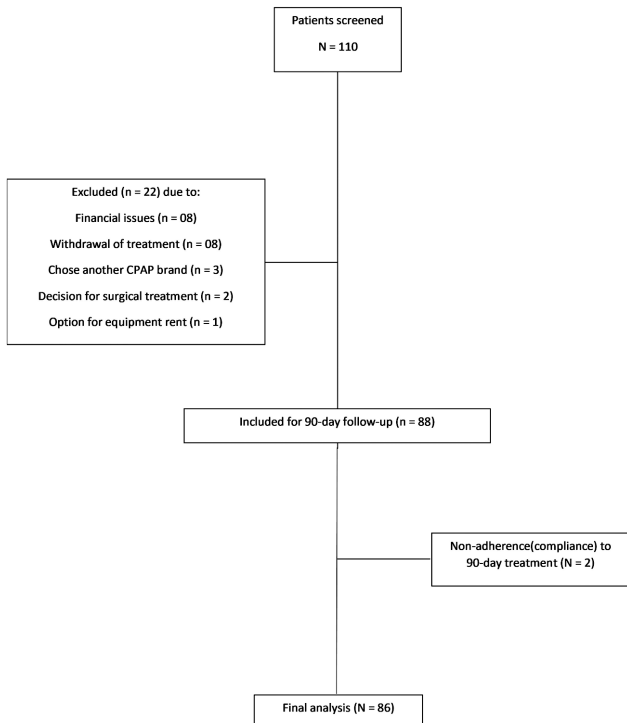 Patients screened
N = 110
Excluded (n = 22) due to:
Financial issues (n = 08)
Withdrawal of treatment (n = 08)
Chose another CPAP brand (n = 3)
Decision for surgical treatment (n = 2)
Option for equipment rent (n = 1)
Included for 90-day follow-up (n = 88)
Non-adherence(compliance) to
90-day treatment (N = 2)
Final analysis (N = 86)